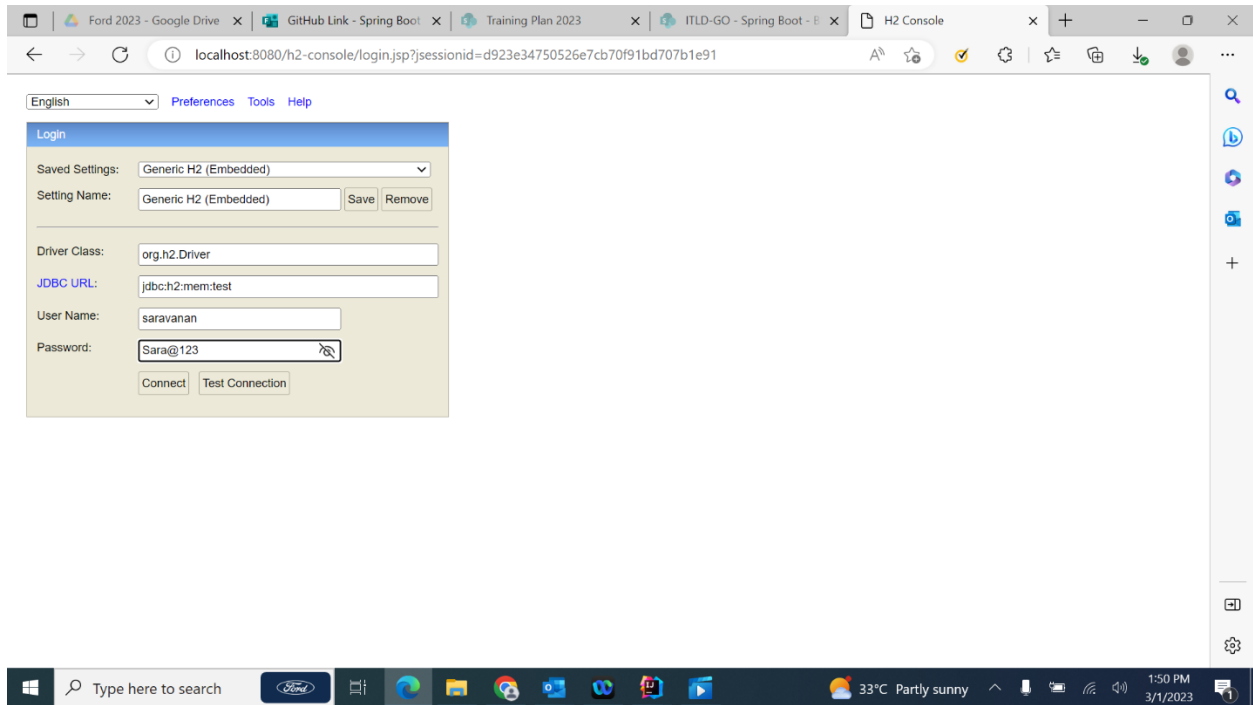 Ford 2023 - Google Drive GitHub Link - Spring Boot Training Plan 2023 ITLD-GO - Spring Boot - B H2 Console
localhost:8080/h2-console/login.jsp?jsessionid=d923e34750526e7cb70f91bd707b1e91
English Preferences Tools Help
Login
Saved Settings: Generic H2 (Embedded)
Setting Name: Generic H2 (Embedded) Save Remove
Driver Class: org.h2.Driver
JDBC URL: jdbc:h2:mem:test
User Name: saravanan
Password: Sara@123
Connect Test Connection
Type here to search Ford 33°C Partly sunny 1:50 PM
3/1/2023 1